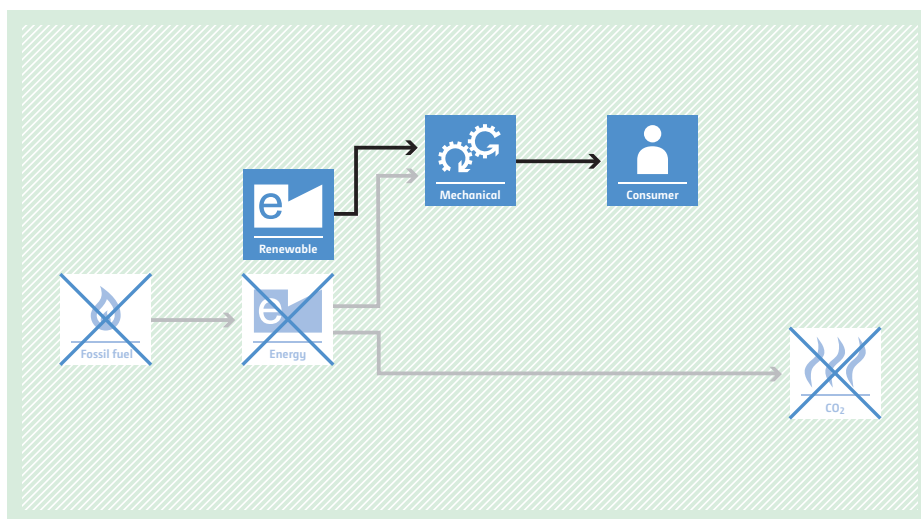 Mechanical
Consumer
e
Renewable
e
Fossil fuel
Energy
CO₂